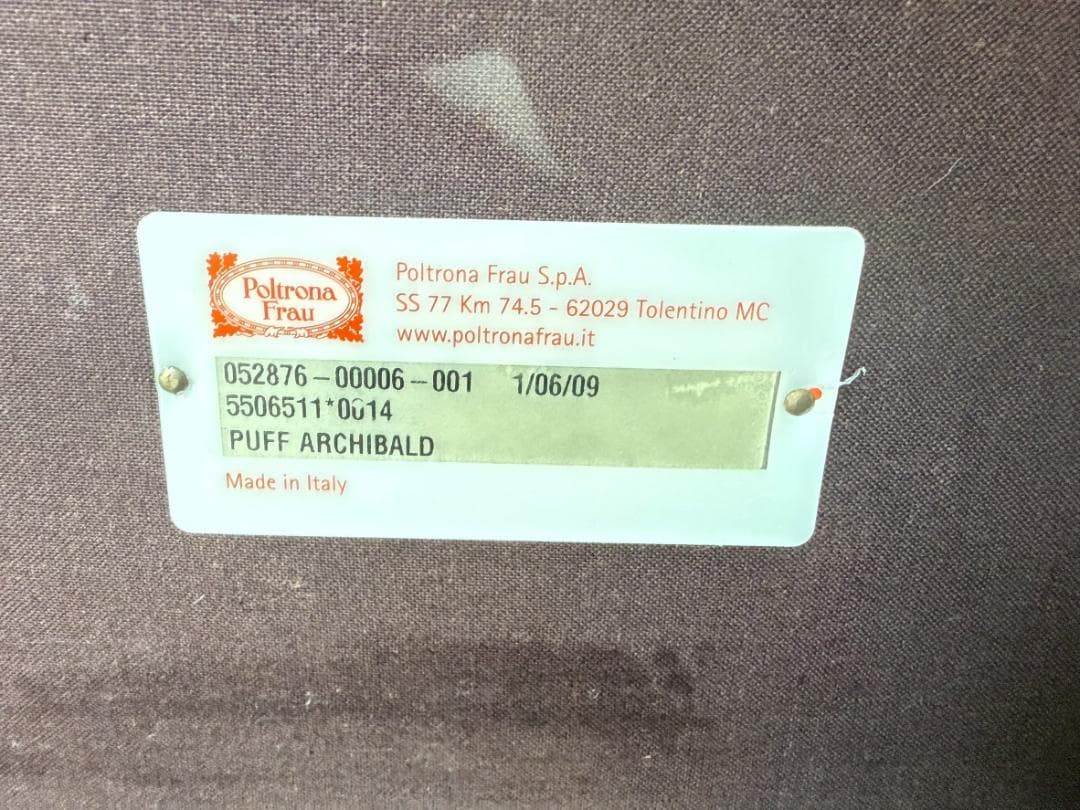 Poltrona
Frau
Poltrona Frau S.p.A.
SS 77 Km 74.5 - 62029 Tolentino MC
www.poltronafrau.it
052876-00006-001 1/06/09
5506511*0014
PUFF ARCHIBALD
Made in Italy